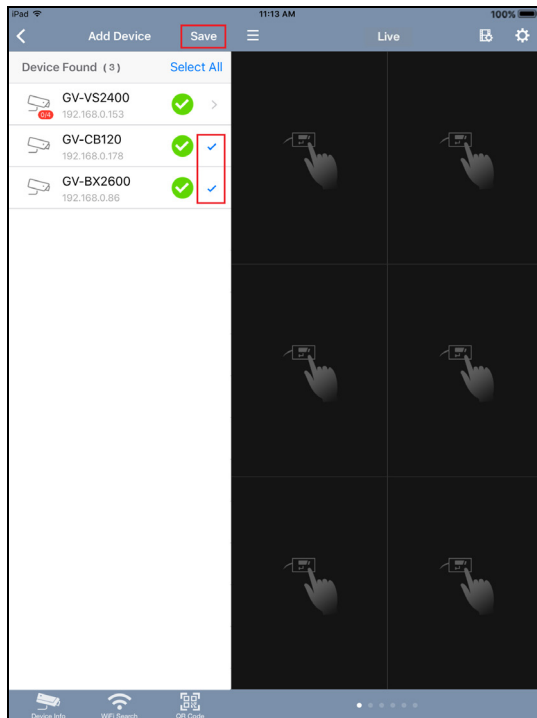 iPad 11:13 AM 100%
Add Device Save Live
Device Found (3) Select All
GV-VS2400
0/4 192.168.0.153
GV-CB120
192.168.0.178
GV-BX2600
192.168.0.86
Device Info WiFi Search QR Code